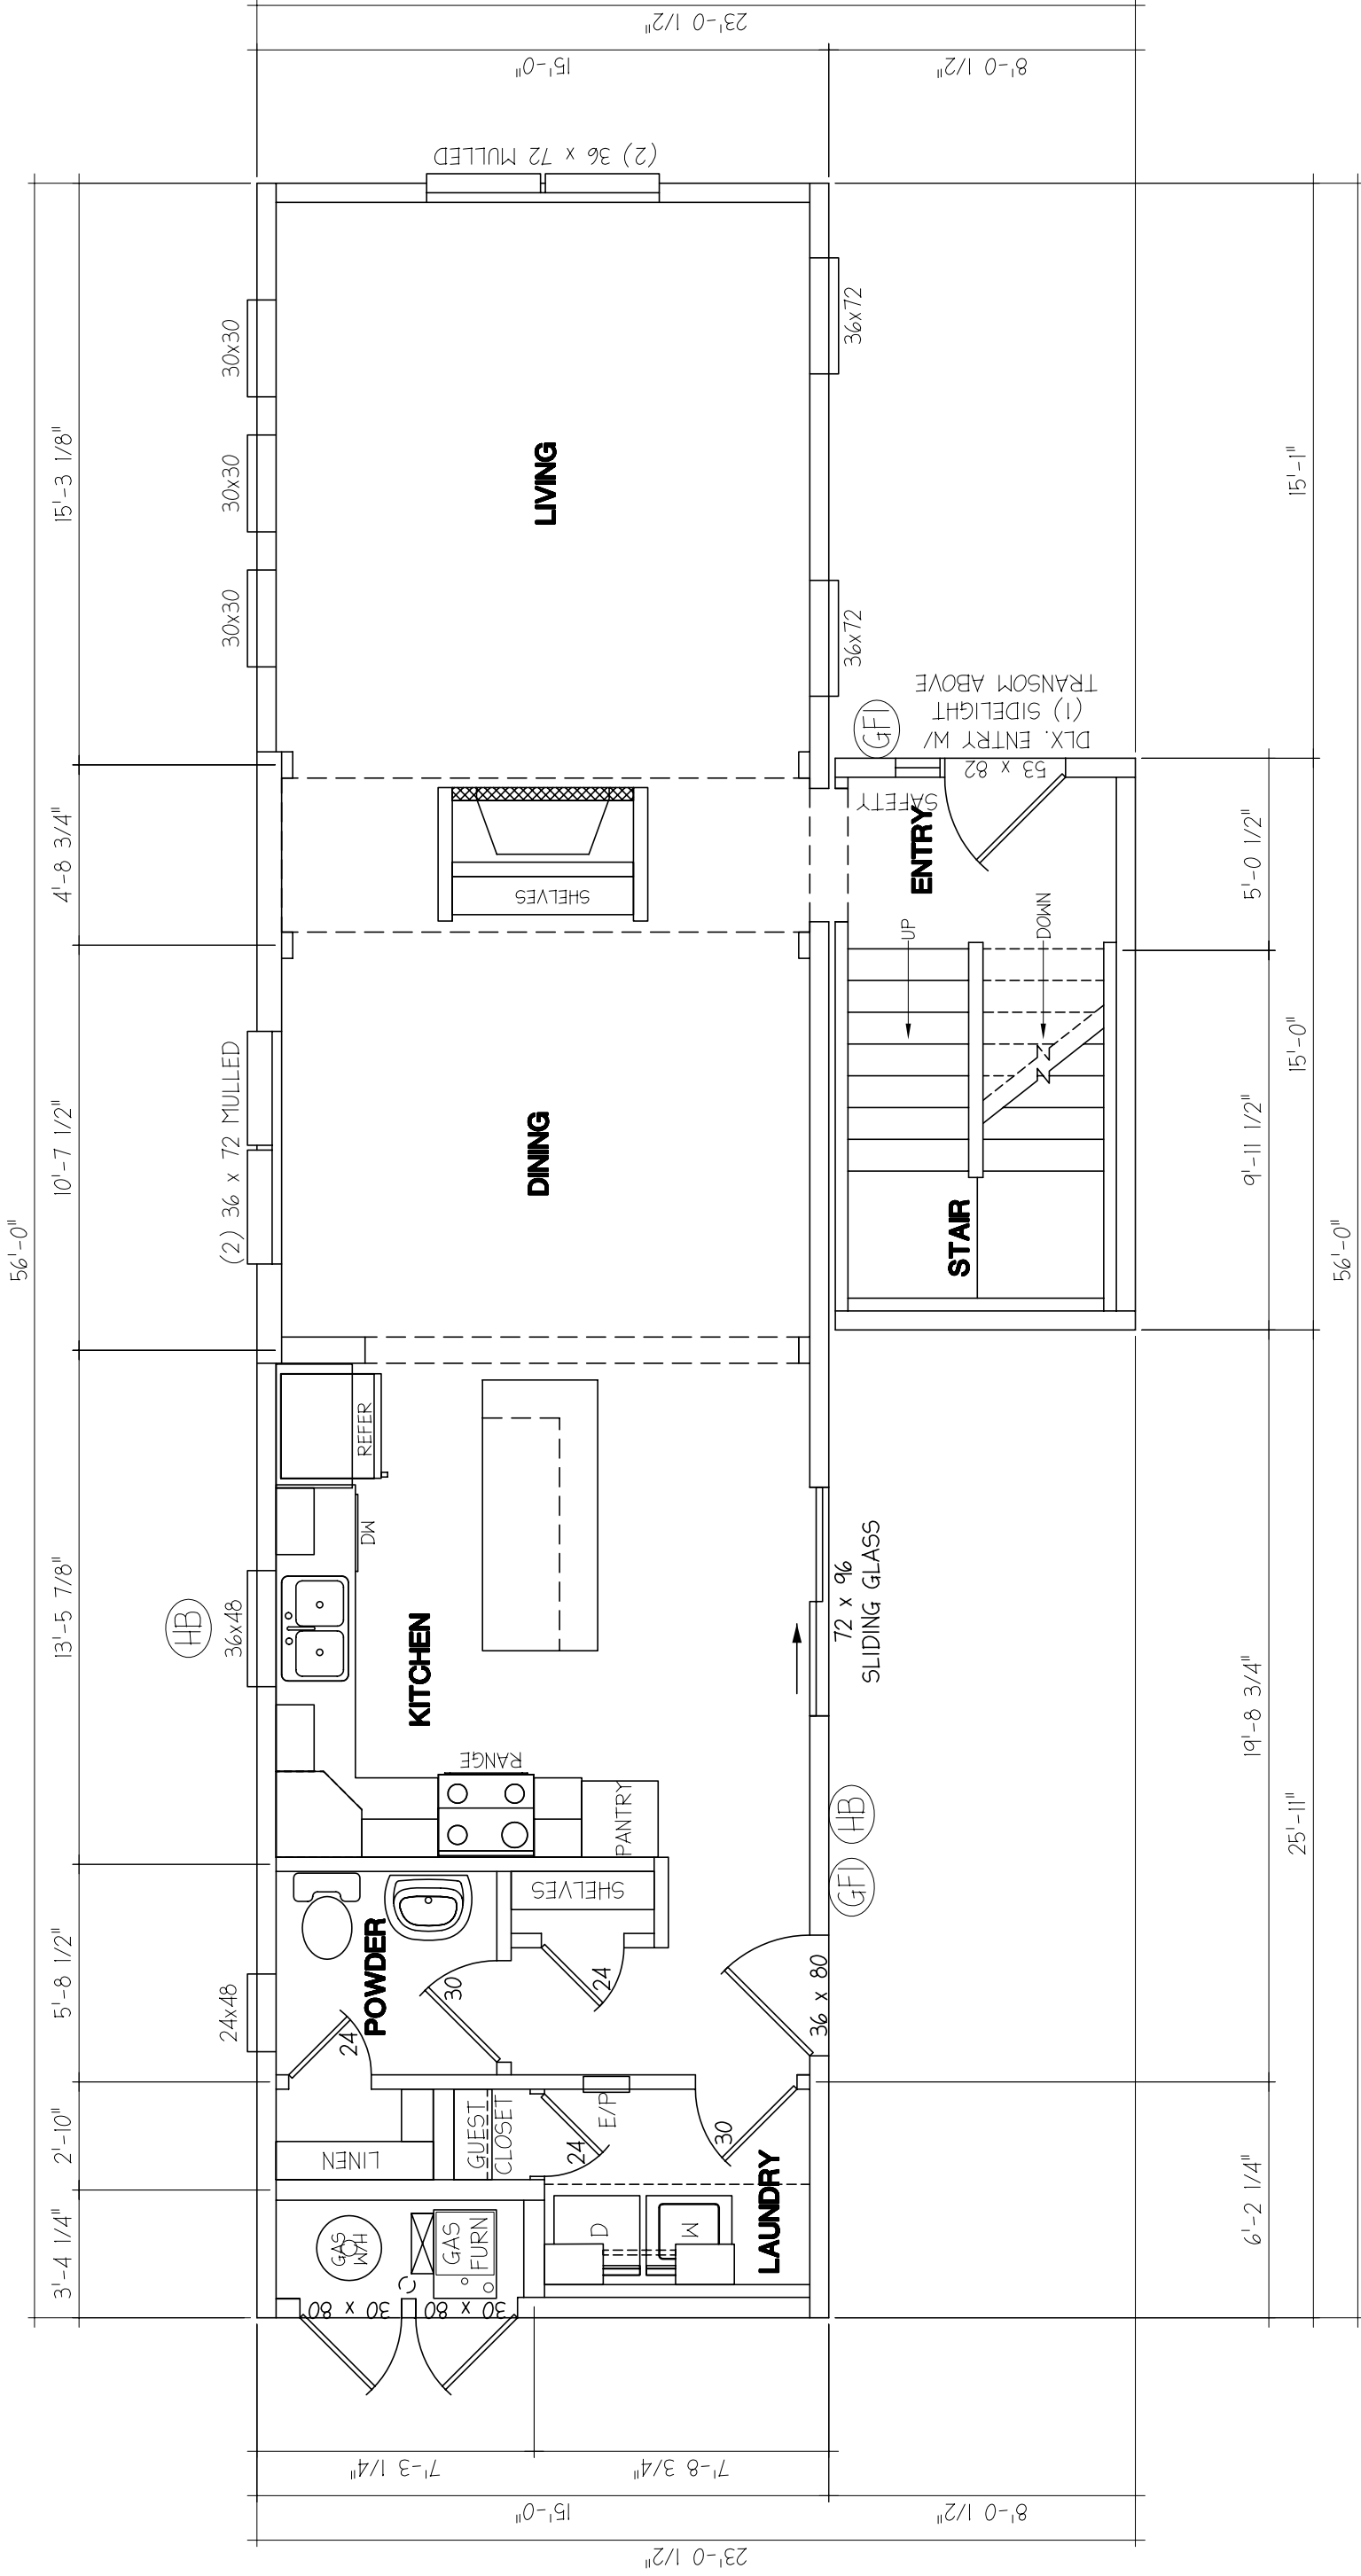 23'-0 1/2"
15'-0"
8'-0 1/2"
(2) 36 x 72 MULLED
56'-0"
15'-3 1/8"
4'-8 3/4"
10'-7 1/2"
13'-5 7/8"
5'-8 1/2"
2'-10"
3'-4 1/4"
30x30
30x30
30x30
(2) 36 x 72 MULLED
HB
36x48
24x48
LIVING
36x72
36x72
GFI
DLX. ENTRY W/
(1) SIDELIGHT
TRANSOM ABOVE
53 x 82
SAFETY
ENTRY
SHELVES
UP
DOWN
DINING
STAIR
REFER
DW
KITCHEN
RANGE
PANTRY
72 x 96
SLIDING GLASS
HB
GFI
SHELVES
POWDER
24
30
24
36 x 80
LINEN
GUEST
CLOSET
24
E/P
30
LAUNDRY
D
W
GAS
W/H
GAS
FURN
30 x 80
30 x 80
15'-1"
5'-0 1/2"
15'-0"
9'-11 1/2"
56'-0"
19'-8 3/4"
25'-11"
6'-2 1/4"
7'-3 1/4"
7'-8 3/4"
15'-0"
8'-0 1/2"
23'-0 1/2"